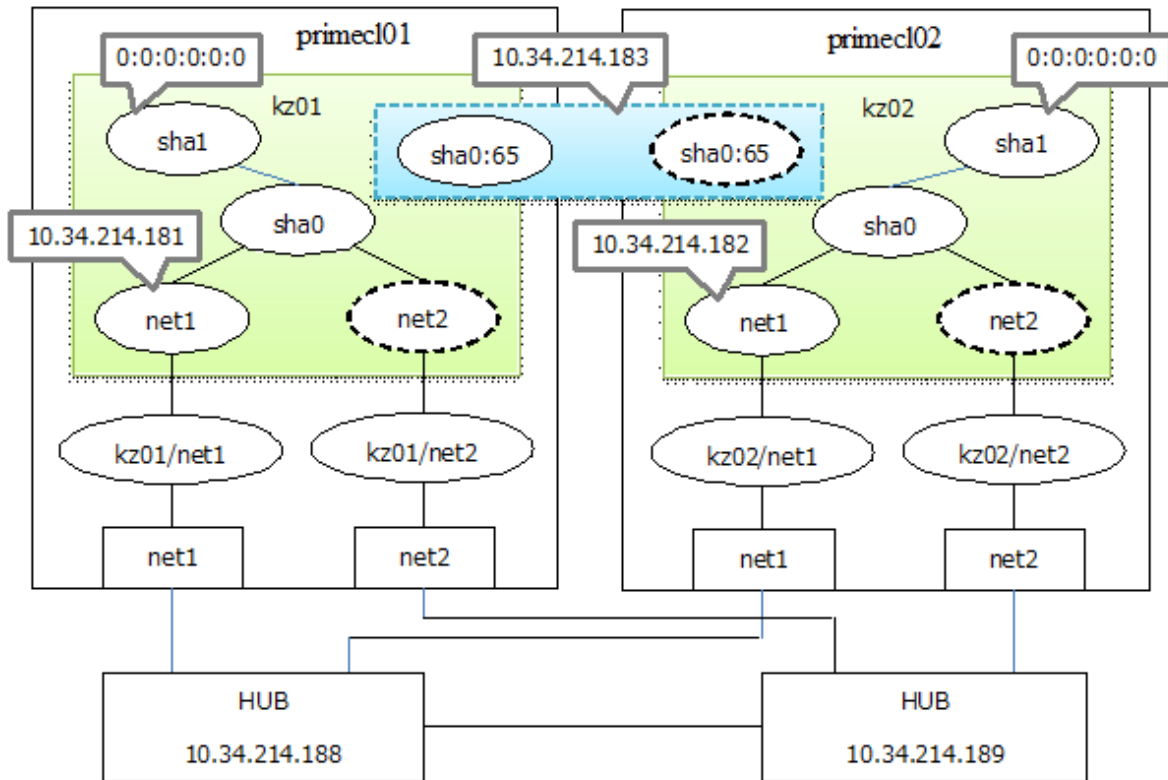 primecl01
primecl02
0:0:0:0:0:0
10.34.214.183
0:0:0:0:0:0
kz01
kz02
sha1
sha0:65
sha0:65
sha1
sha0
sha0
10.34.214.181
10.34.214.182
net1
net2
net1
net2
kz01/net1
kz01/net2
kz02/net1
kz02/net2
net1
net2
net1
net2
HUB
10.34.214.188
HUB
10.34.214.189